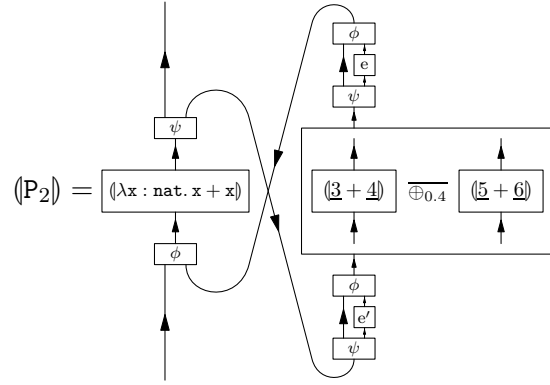 ϕ
e
ψ
ψ
⦇P₂⦈ = ⦇λx : nat. x + x⦈ ⦇3̲ + 4̲⦈ ⊕̅₀.₄ ⦇5̲ + 6̲⦈
ϕ
ϕ
e′
ψ